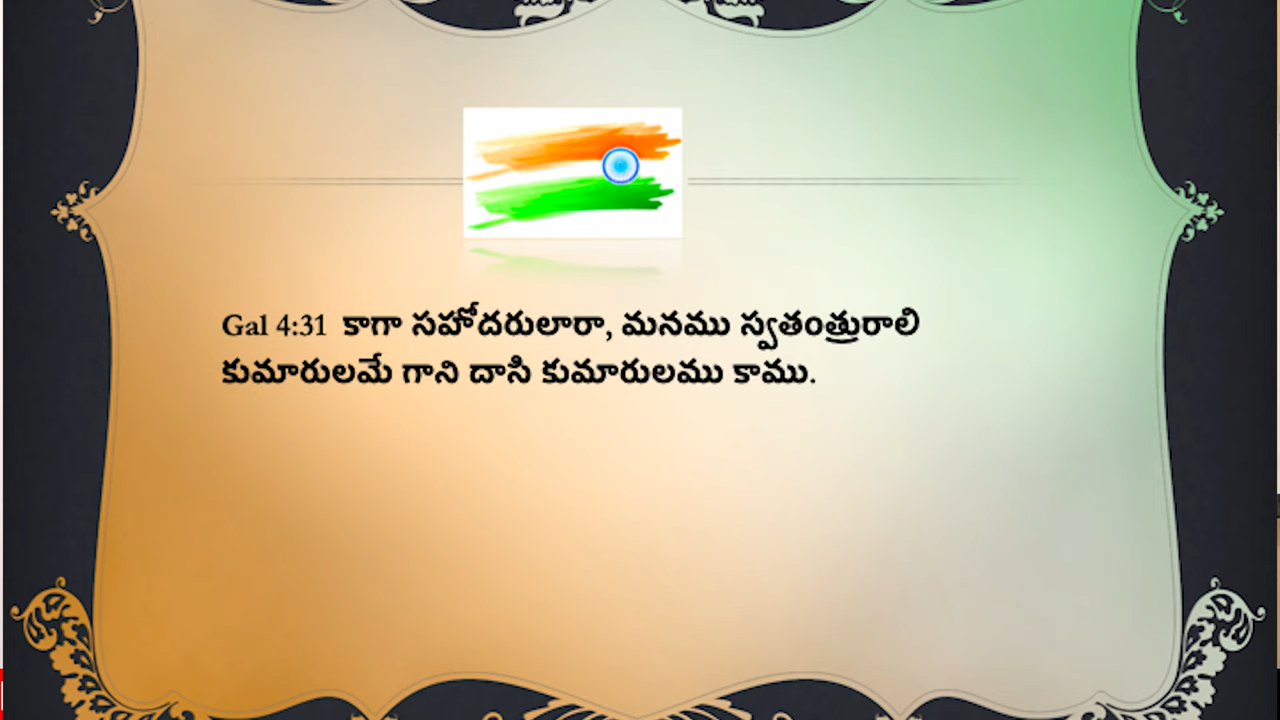 Gal 4:31 కాగా సహోదరులారా, మనము స్వతంత్రురాలి
కుమారులమే గాని దాసి కుమారులము కాము.